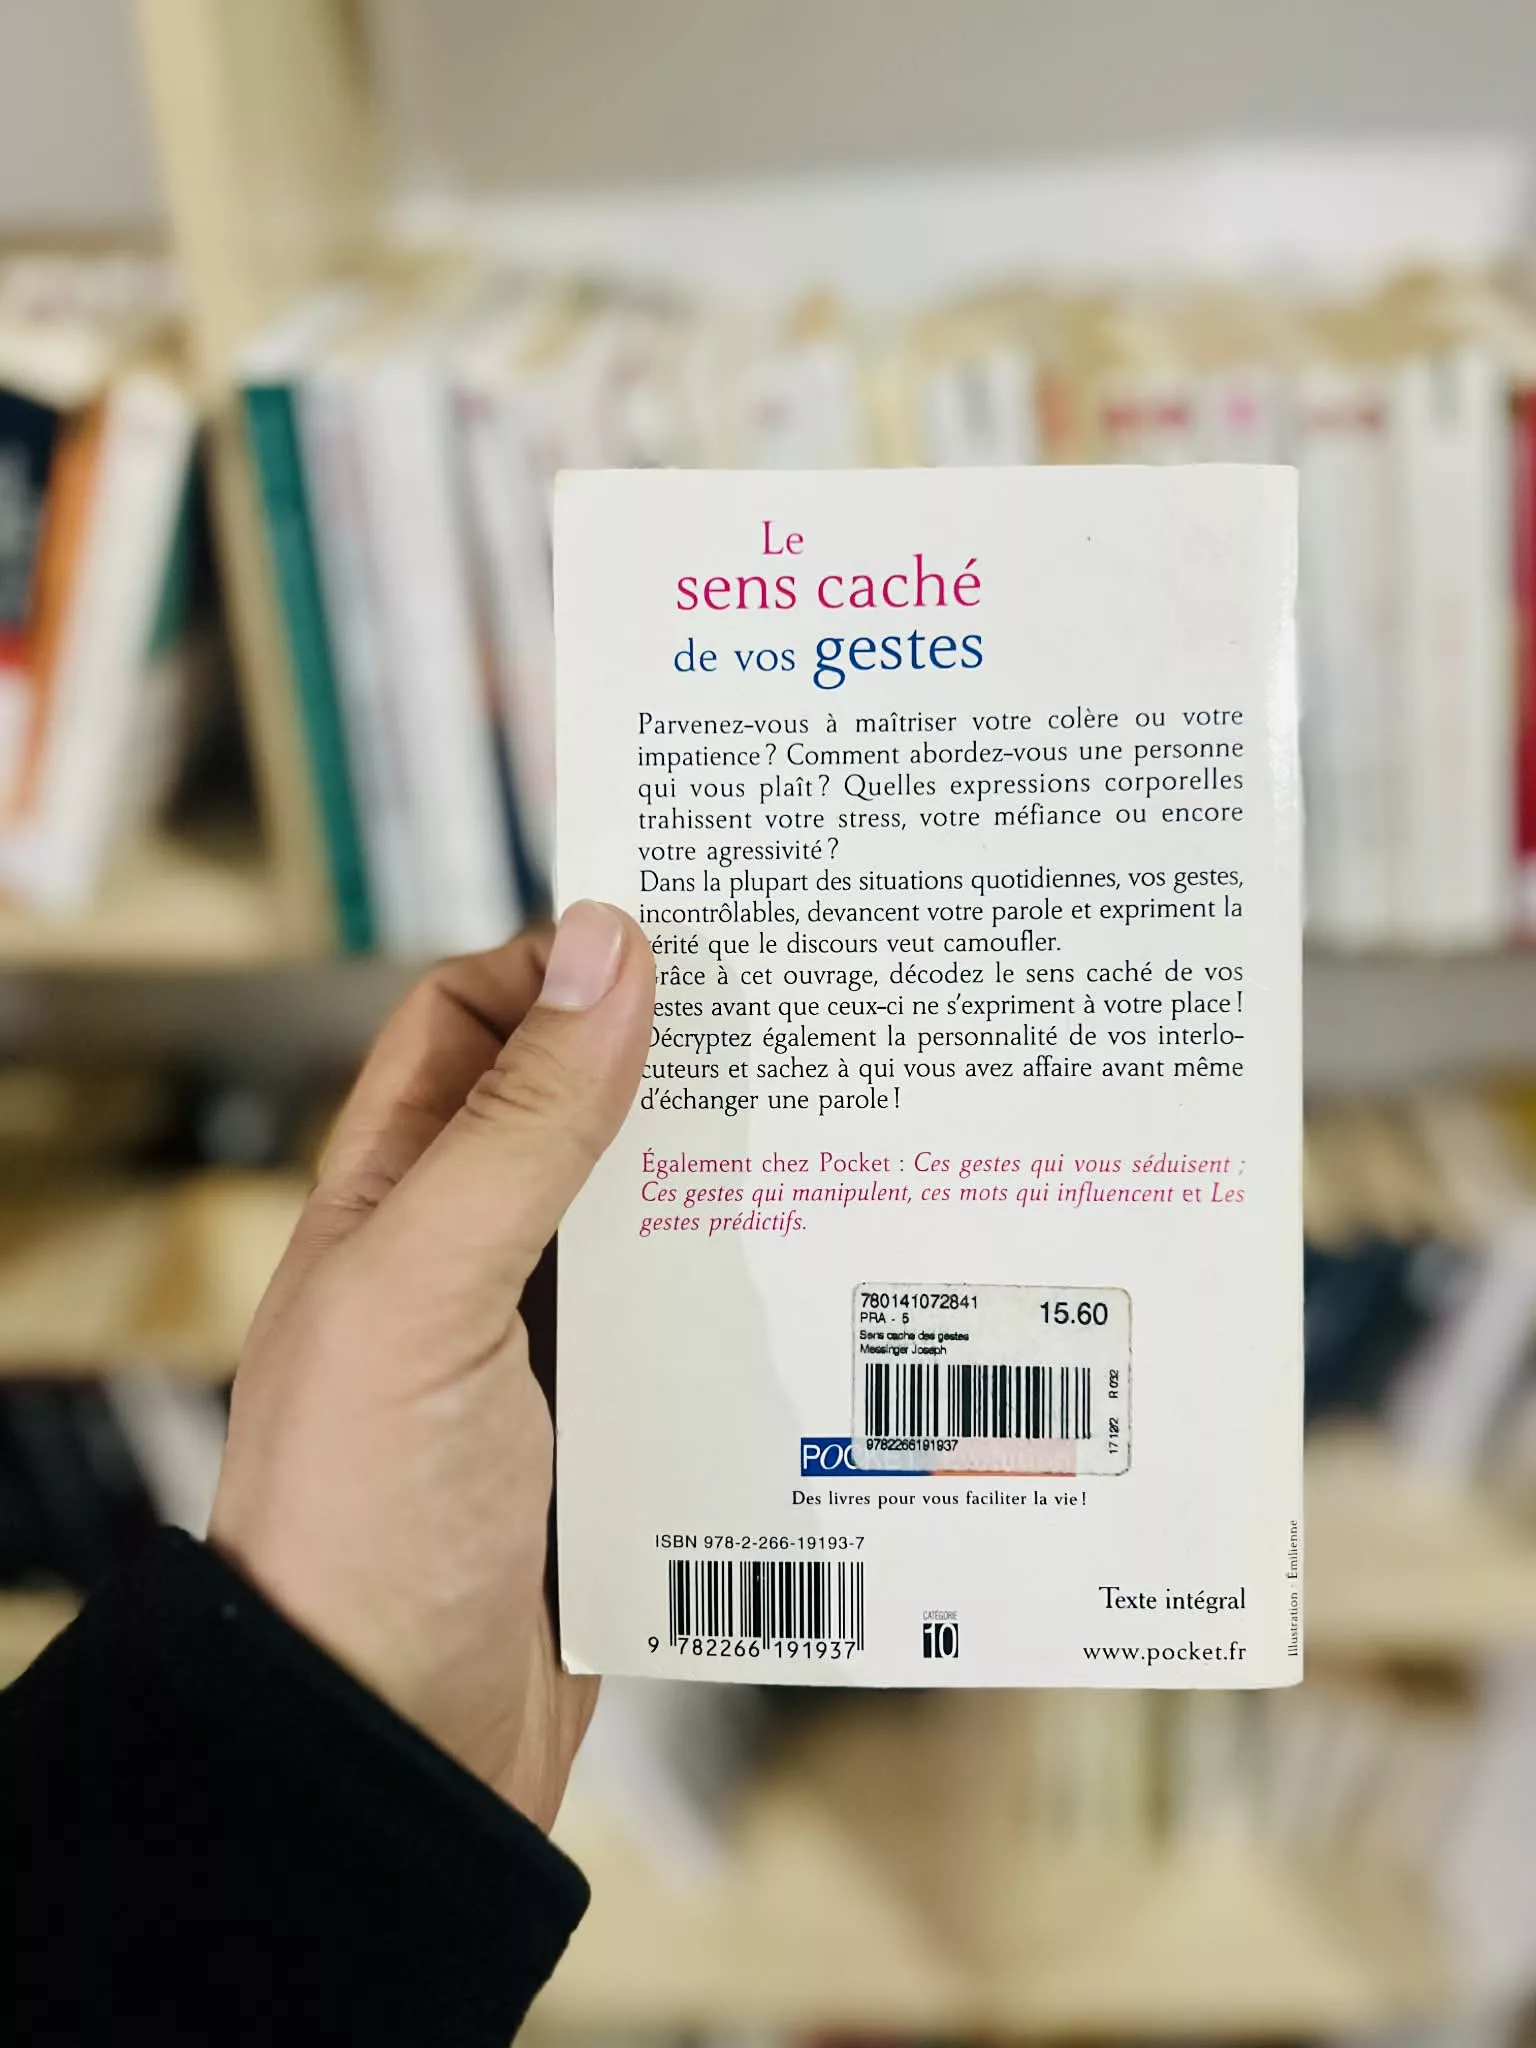 Le
sens caché
de vos gestes
Parvenez-vous à maîtriser votre colère ou votre
impatience ? Comment abordez-vous une personne
qui vous plaît ? Quelles expressions corporelles
trahissent votre stress, votre méfiance ou encore
votre agressivité ?
Dans la plupart des situations quotidiennes, vos gestes,
incontrôlables, devancent votre parole et expriment la
érité que le discours veut camoufler.
râce à cet ouvrage, décodez le sens caché de vos
estes avant que ceux-ci ne s'expriment à votre place !
Décryptez également la personnalité de vos interlo-
cuteurs et sachez à qui vous avez affaire avant même
d'échanger une parole !
Également chez Pocket : Ces gestes qui vous séduisent ;
Ces gestes qui manipulent, ces mots qui influencent et Les
gestes prédictifs.
780141072841
15.60
PRA - 5
Sens cache des gestes
Messinger Joseph
R 032
17 12/2
9782266191937
POCKET
Des livres pour vous faciliter la vie !
ISBN 978-2-266-19193-7
9 782266 191937
CATÉGORIE
10
Texte intégral
www.pocket.fr
Illustration : Émilienne